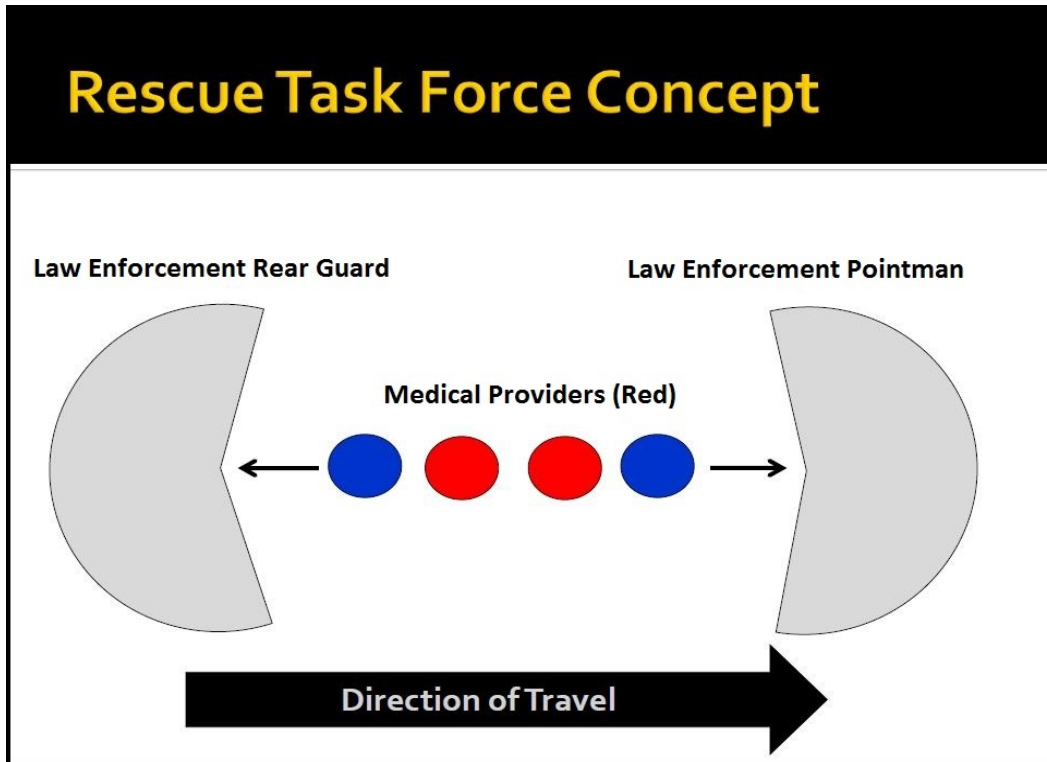 Rescue Task Force Concept
Law Enforcement Rear Guard
Law Enforcement Pointman
Medical Providers (Red)
Direction of Travel